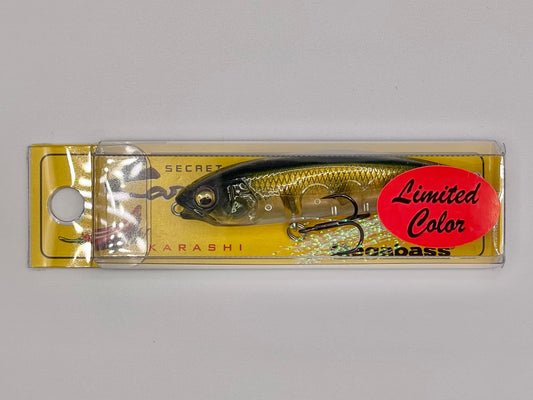 SECRET
Limited
Color
KARASHI
megabass